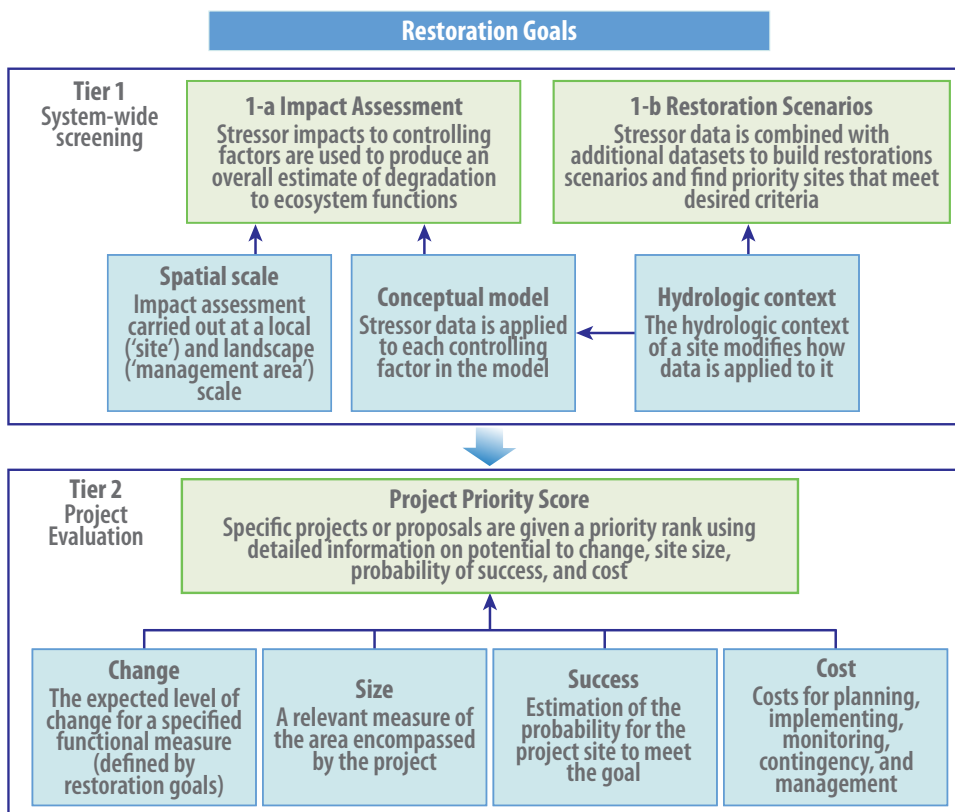 Restoration Goals
Tier 1
System-wide
screening
1-a Impact Assessment
Stressor impacts to controlling
factors are used to produce an
overall estimate of degradation
to ecosystem functions
1-b Restoration Scenarios
Stressor data is combined with
additional datasets to build restorations
scenarios and find priority sites that meet
desired criteria
Spatial scale
Impact assessment
carried out at a local
(‘site’) and landscape
(‘management area’)
scale
Conceptual model
Stressor data is applied
to each controlling
factor in the model
Hydrologic context
The hydrologic context
of a site modifies how
data is applied to it
Tier 2
Project
Evaluation
Project Priority Score
Specific projects or proposals are given a priority rank using
detailed information on potential to change, site size,
probability of success, and cost
Change
The expected level of
change for a specified
functional measure
(defined by
restoration goals)
Size
A relevant measure of
the area encompassed
by the project
Success
Estimation of the
probability for the
project site to meet
the goal
Cost
Costs for planning,
implementing,
monitoring,
contingency, and
management